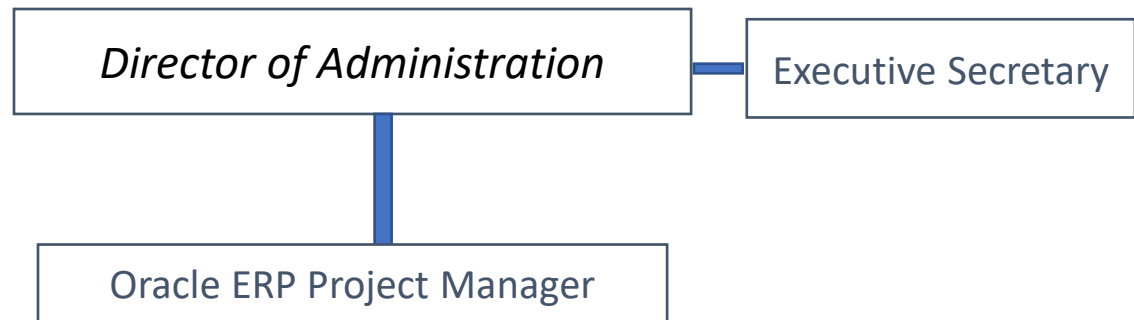 Director of Administration
Executive Secretary
Oracle ERP Project Manager